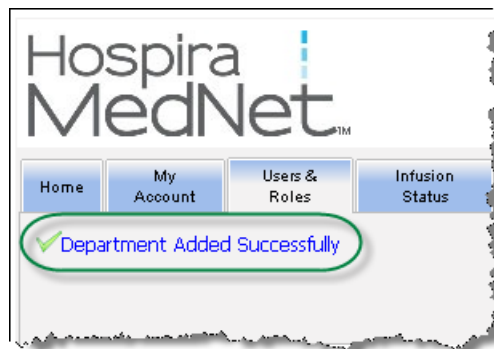 Hospira
MedNet™
Home
My
Account
Users &
Roles
Infusion
Status
Department Added Successfully